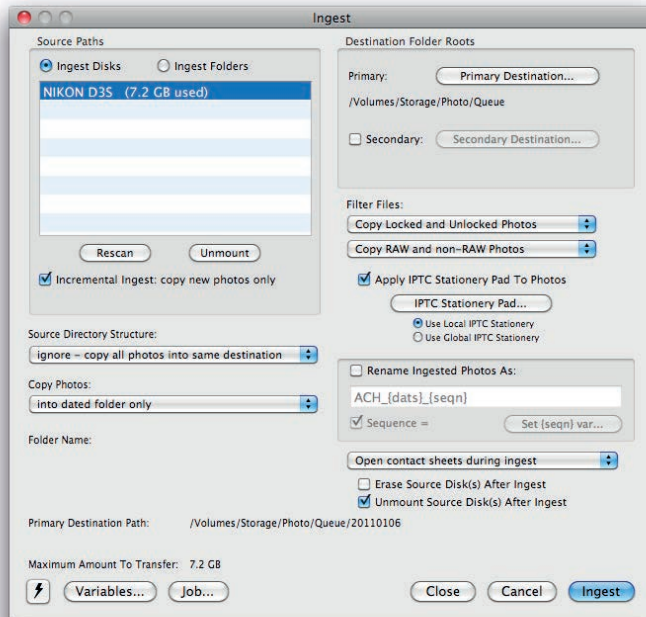 Ingest
Source Paths
Ingest Disks
Ingest Folders
NIKON D3S (7.2 GB used)
Rescan
Unmount
Incremental Ingest: copy new photos only
Source Directory Structure:
ignore – copy all photos into same destination
Copy Photos:
into dated folder only
Folder Name:
Destination Folder Roots
Primary:
Primary Destination...
/Volumes/Storage/Photo/Queue
Secondary:
Secondary Destination...
Filter Files:
Copy Locked and Unlocked Photos
Copy RAW and non-RAW Photos
Apply IPTC Stationery Pad To Photos
IPTC Stationery Pad...
Use Local IPTC Stationery
Use Global IPTC Stationery
Rename Ingested Photos As:
ACH_{dats}_{seqn}
Sequence =
Set {seqn} var...
Open contact sheets during ingest
Erase Source Disk(s) After Ingest
Unmount Source Disk(s) After Ingest
Primary Destination Path: /Volumes/Storage/Photo/Queue/20110106
Maximum Amount To Transfer: 7.2 GB
Variables...
Job...
Close
Cancel
Ingest